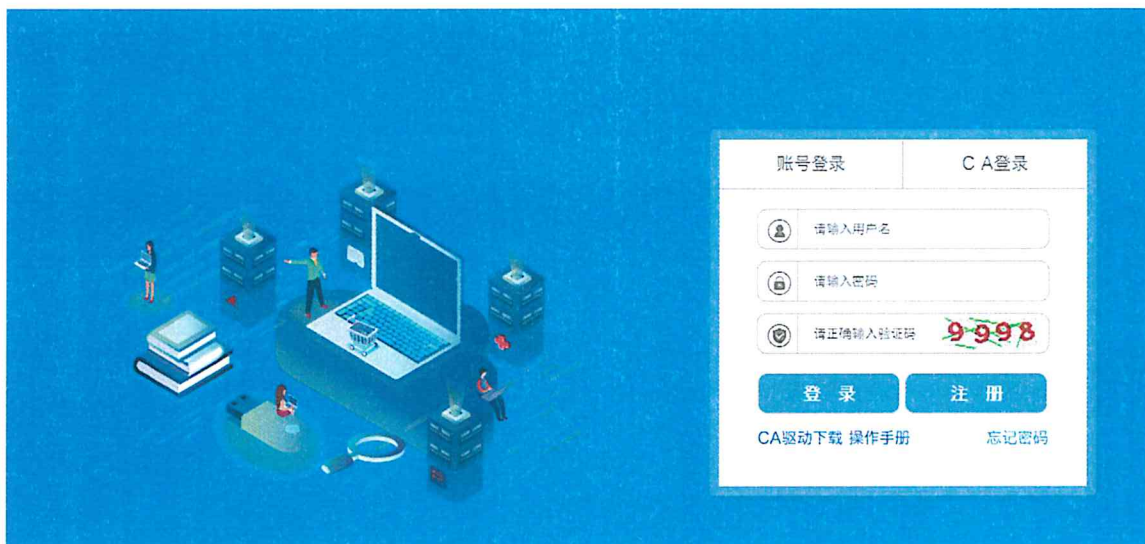 账号登录
C A登录
请输入用户名
请输入密码
请正确输入验证码 9998
登 录 注 册
CA驱动下载 操作手册 忘记密码